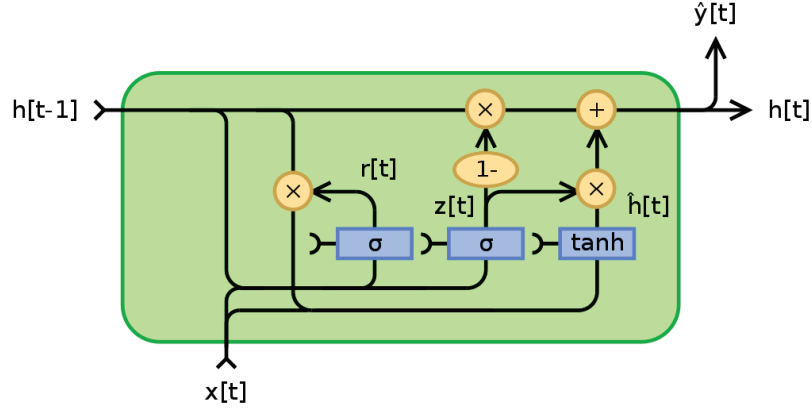 ŷ[t]
h[t-1]
×
+
h[t]
1-
r[t]
×
z[t]
×
ĥ[t]
σ
σ
tanh
x[t]